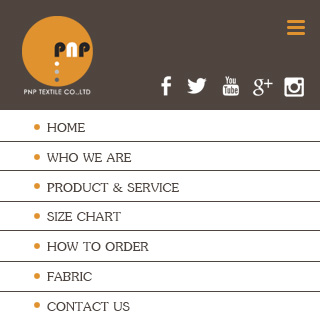 PNP
PNP TEXTILE CO.,LTD
f
You
Tube
g+
HOME
WHO WE ARE
PRODUCT & SERVICE
SIZE CHART
HOW TO ORDER
FABRIC
CONTACT US